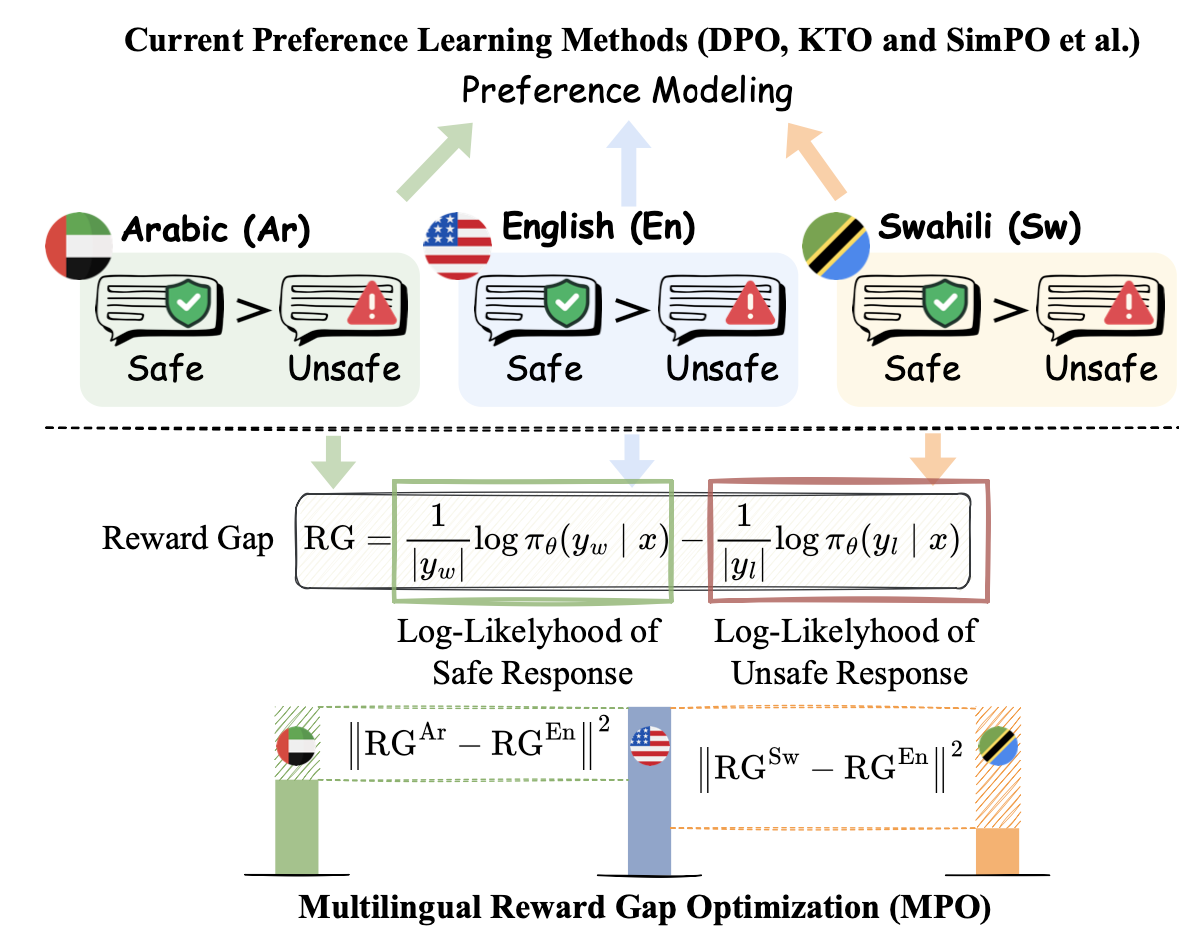 Current Preference Learning Methods (DPO, KTO and SimPO et al.)
Preference Modeling
Arabic (Ar)
English (En)
Swahili (Sw)
> > >
Safe Unsafe Safe Unsafe Safe Unsafe
Reward Gap RG = 1/|y_w| log π_θ(y_w | x) − 1/|y_l| log π_θ(y_l | x)
Log-Likelyhood of Safe Response
Log-Likelyhood of Unsafe Response
‖RG^Ar − RG^En‖^2
‖RG^Sw − RG^En‖^2
Multilingual Reward Gap Optimization (MPO)